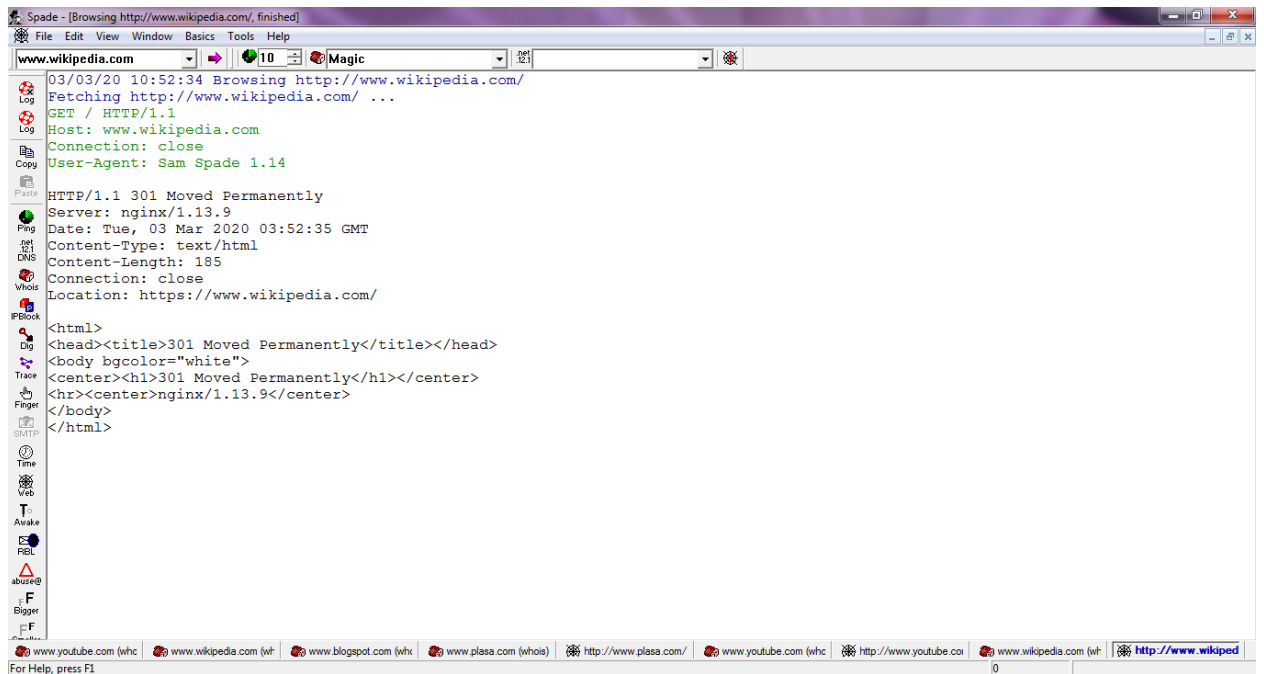 Spade - [Browsing http://www.wikipedia.com/, finished]
File Edit View Window Basics Tools Help
www.wikipedia.com 10 Magic .net 12.1
03/03/20 10:52:34 Browsing http://www.wikipedia.com/
Fetching http://www.wikipedia.com/ ...
GET / HTTP/1.1
Host: www.wikipedia.com
Connection: close
User-Agent: Sam Spade 1.14
HTTP/1.1 301 Moved Permanently
Server: nginx/1.13.9
Date: Tue, 03 Mar 2020 03:52:35 GMT
Content-Type: text/html
Content-Length: 185
Connection: close
Location: https://www.wikipedia.com/
<html>
<head><title>301 Moved Permanently</title></head>
<body bgcolor="white">
<center><h1>301 Moved Permanently</h1></center>
<hr><center>nginx/1.13.9</center>
</body>
</html>
Log
Log
Copy
Paste
Ping
.net
12.1
DNS
Whois
IPBlock
Dig
Trace
Finger
SMTP
Time
Web
Awake
RBL
abuse@
Bigger
www.youtube.com (whc www.wikipedia.com (wh www.blogspot.com (whc www.plasa.com (whois) http://www.plasa.com/ www.youtube.com (whc http://www.youtube.co www.wikipedia.com (wh http://www.wikiped
For Help, press F1
0